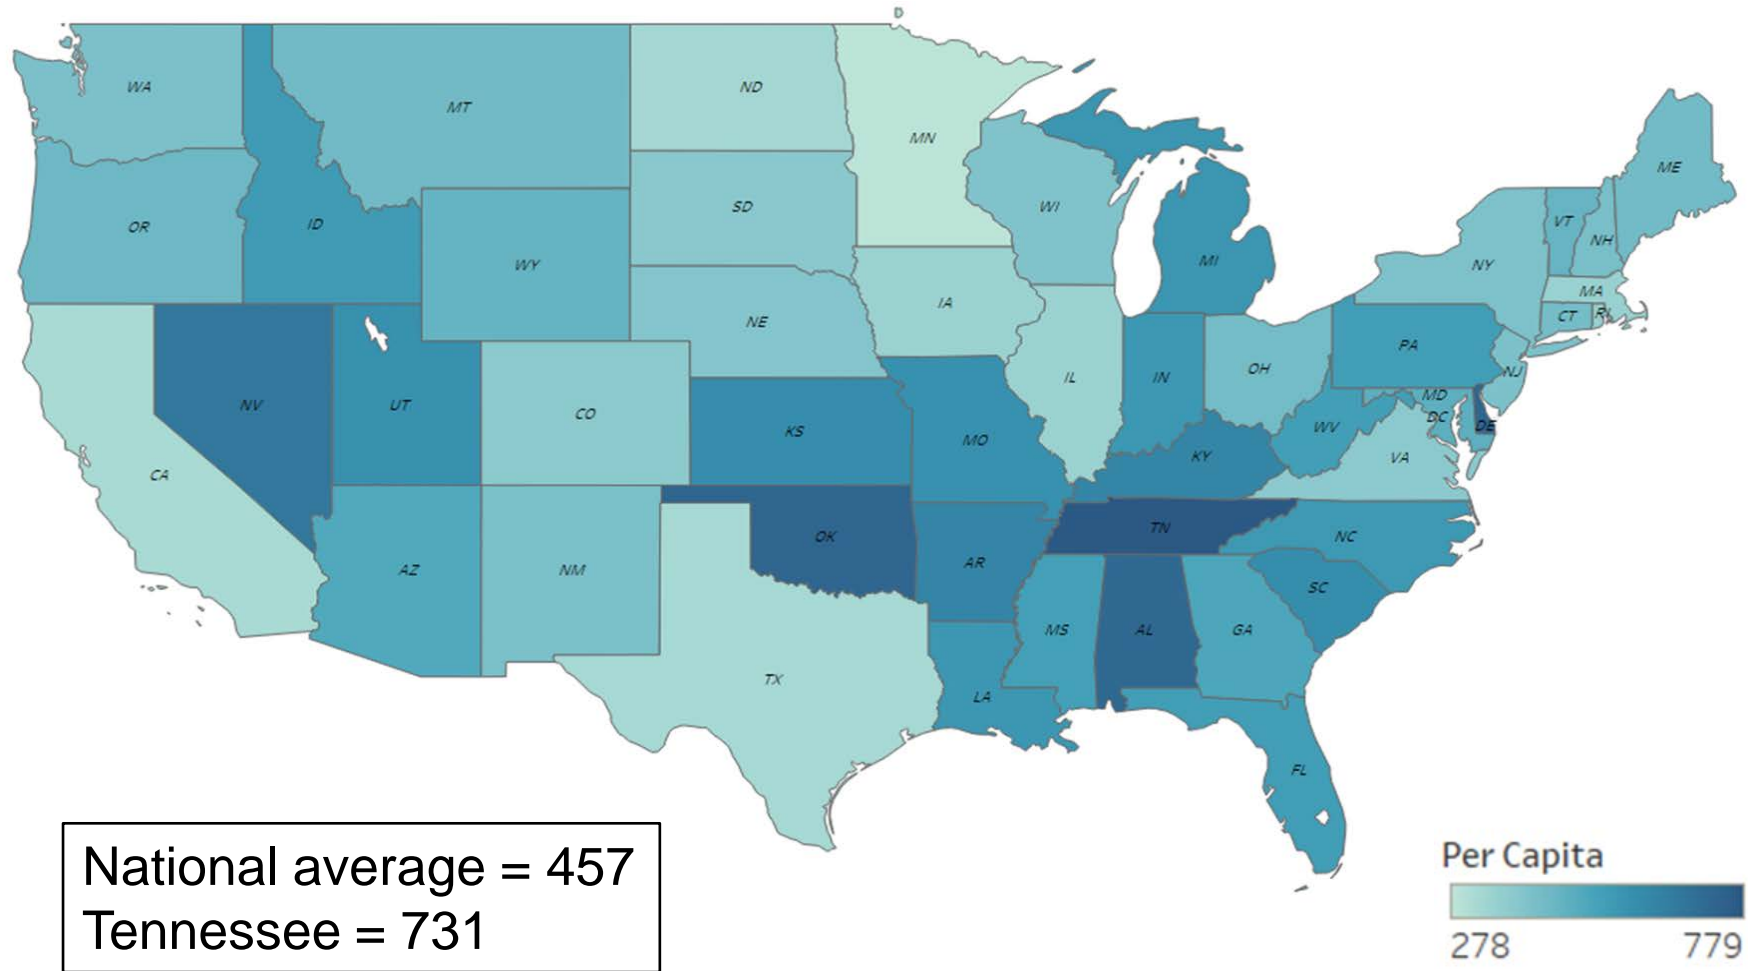 WA
MT
ND
MN
OR
ID
WY
SD
WI
MI
NY
VT
NH
ME
MA
CT
RI
NV
UT
CO
NE
IA
IL
IN
OH
PA
NJ
MD
DC
DE
WV
VA
CA
KS
MO
KY
AZ
NM
OK
AR
TN
NC
SC
MS
AL
GA
TX
LA
FL
National average = 457
Tennessee = 731
Per Capita
278 779